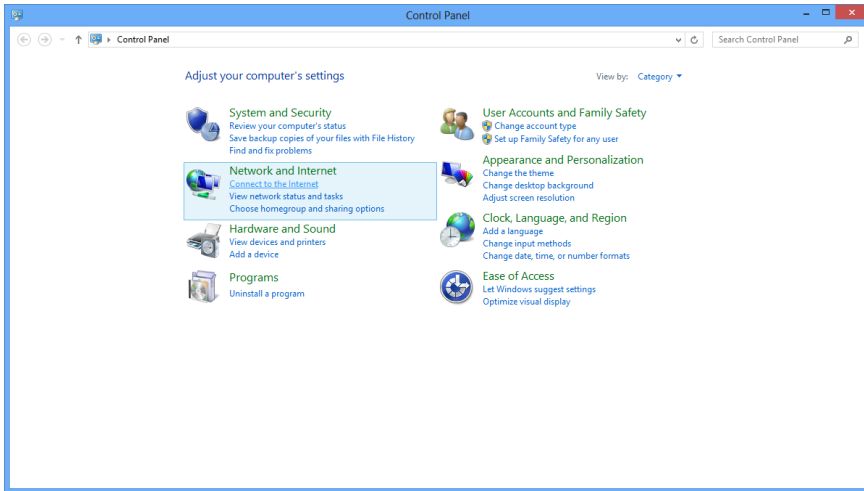 Control Panel
Control Panel
Search Control Panel
Adjust your computer's settings
View by: Category
System and Security
Review your computer's status
Save backup copies of your files with File History
Find and fix problems
Network and Internet
Connect to the Internet
View network status and tasks
Choose homegroup and sharing options
Hardware and Sound
View devices and printers
Add a device
Programs
Uninstall a program
User Accounts and Family Safety
Change account type
Set up Family Safety for any user
Appearance and Personalization
Change the theme
Change desktop background
Adjust screen resolution
Clock, Language, and Region
Add a language
Change input methods
Change date, time, or number formats
Ease of Access
Let Windows suggest settings
Optimize visual display